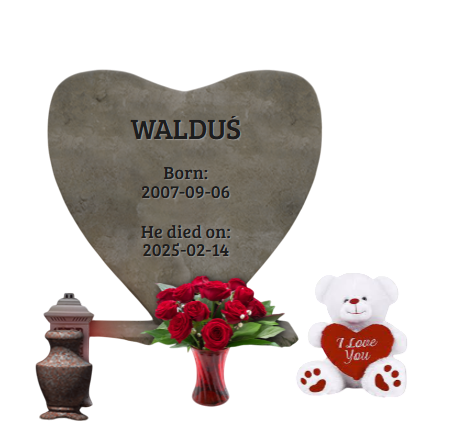 WALDUŚ
Born:
2007-09-06
He died on:
2025-02-14
I Love
You